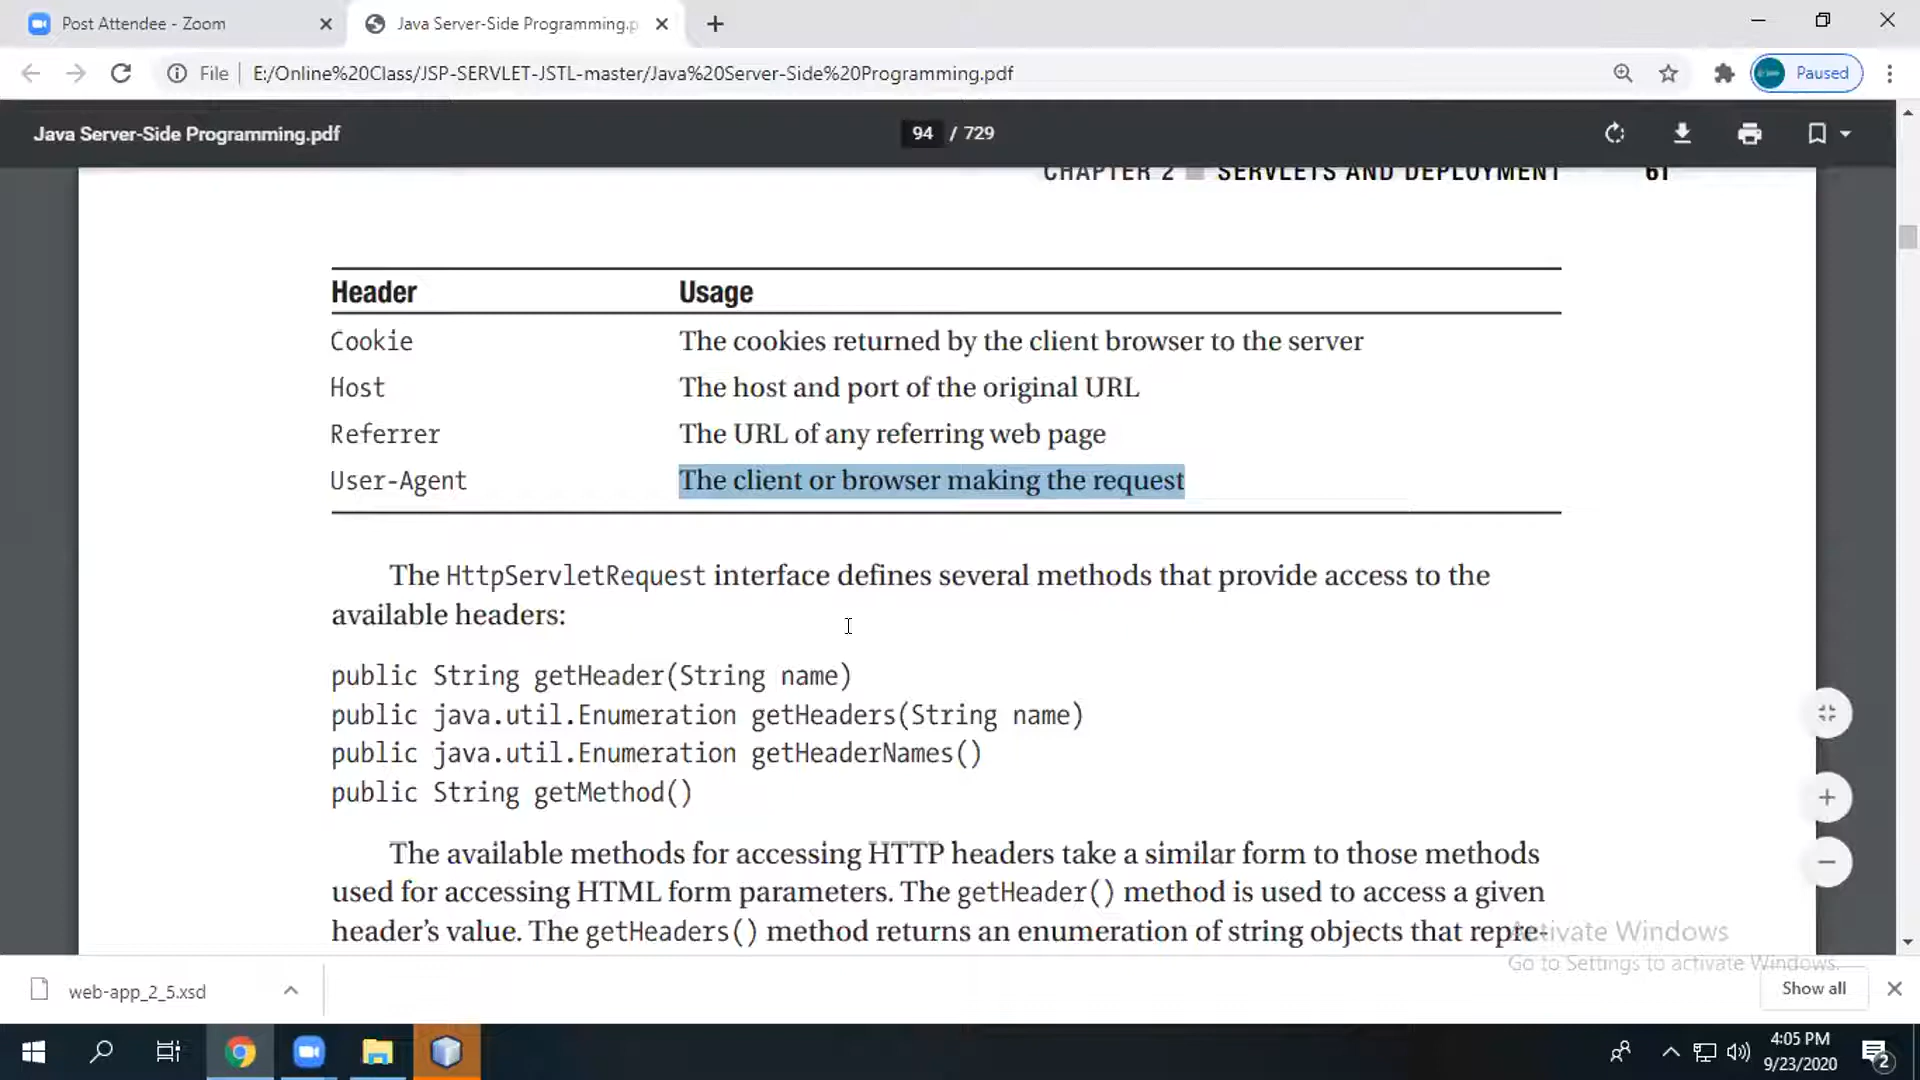 Post Attendee - Zoom
Java Server-Side Programming.p
File
E:/Online%20Class/JSP-SERVLET-JSTL-master/Java%20Server-Side%20Programming.pdf
Paused
Java Server-Side Programming.pdf
94 / 729
CHAPTER 2 ■ SERVLETS AND DEPLOYMENT 61
Header Usage
Cookie The cookies returned by the client browser to the server
Host The host and port of the original URL
Referrer The URL of any referring web page
User-Agent The client or browser making the request
The HttpServletRequest interface defines several methods that provide access to the
available headers:
public String getHeader(String name)
public java.util.Enumeration getHeaders(String name)
public java.util.Enumeration getHeaderNames()
public String getMethod()
The available methods for accessing HTTP headers take a similar form to those methods
used for accessing HTML form parameters. The getHeader() method is used to access a given
header's value. The getHeaders() method returns an enumeration of string objects that repre-
Activate Windows
Go to Settings to activate Windows.
web-app_2_5.xsd
Show all
4:05 PM
9/23/2020
2